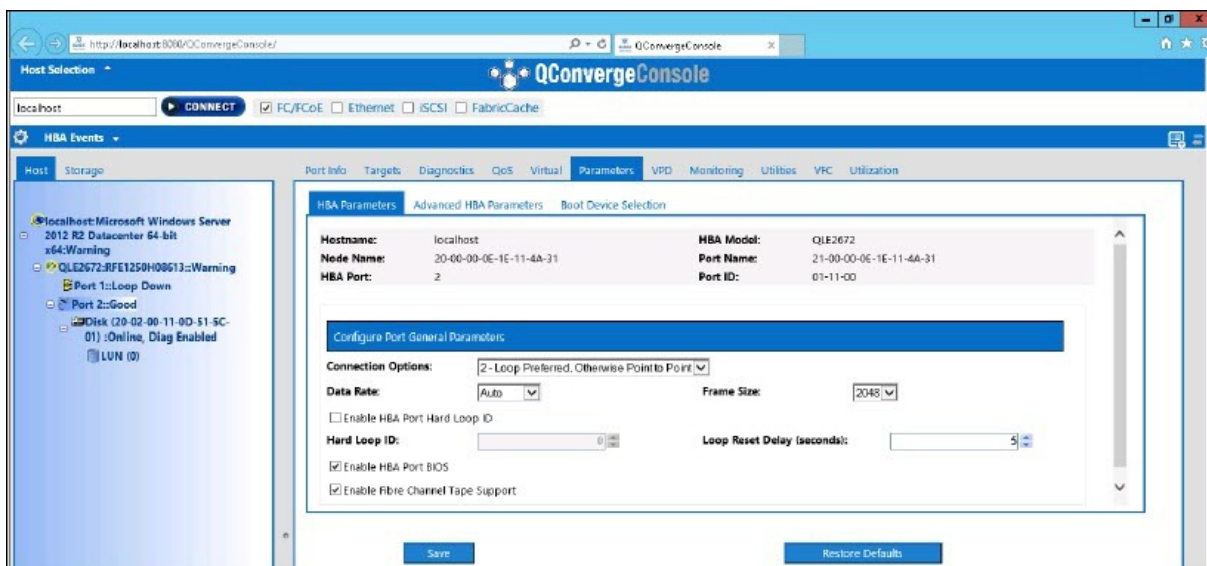 http://localhost:8080/QConvergeConsole/
QConvergeConsole
Host Selection
QConvergeConsole
localhost
CONNECT
FC/FCoE
Ethernet
iSCSI
FabricCache
HBA Events
Host
Storage
Port Info
Targets
Diagnostics
QoS
Virtual
Parameters
VPD
Monitoring
Utilities
VFC
Utilization
localhost:Microsoft Windows Server
2012 R2 Datacenter 64-bit
x64:Warning
QLE2672:RFE1250H08613::Warning
Port 1::Loop Down
Port 2::Good
Disk (20-02-00-11-0D-51-5C-
01) :Online, Diag Enabled
LUN (0)
HBA Parameters
Advanced HBA Parameters
Boot Device Selection
Hostname: localhost HBA Model: QLE2672
Node Name: 20-00-00-0E-1E-11-4A-31 Port Name: 21-00-00-0E-1E-11-4A-31
HBA Port: 2 Port ID: 01-11-00
Configure Port General Parameters
Connection Options: 2 - Loop Preferred, Otherwise Point to Point
Data Rate: Auto Frame Size: 2048
Enable HBA Port Hard Loop ID
Hard Loop ID: 0 Loop Reset Delay (seconds): 5
Enable HBA Port BIOS
Enable Fibre Channel Tape Support
Save
Restore Defaults